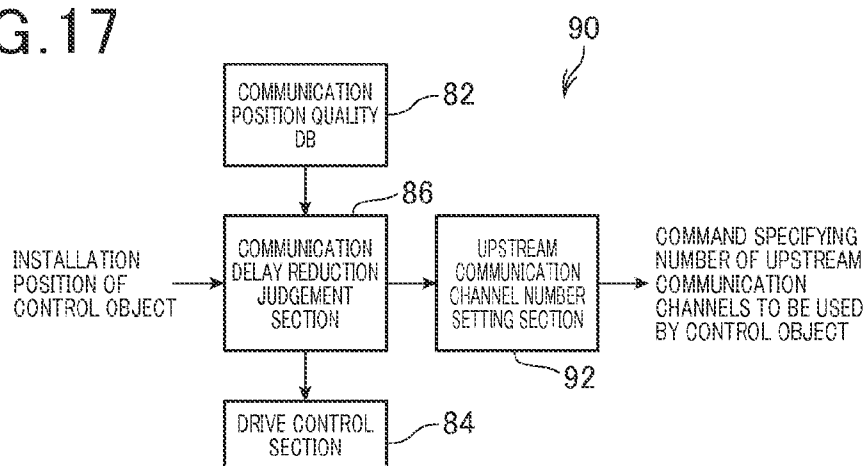 G.17
90
COMMUNICATION
POSITION QUALITY
DB
82
86
INSTALLATION
POSITION OF
CONTROL OBJECT
COMMUNICATION
DELAY REDUCTION
JUDGEMENT
SECTION
UPSTREAM
COMMUNICATION
CHANNEL NUMBER
SETTING SECTION
COMMAND SPECIFYING
NUMBER OF UPSTREAM
COMMUNICATION
CHANNELS TO BE USED
BY CONTROL OBJECT
92
DRIVE CONTROL
SECTION
84